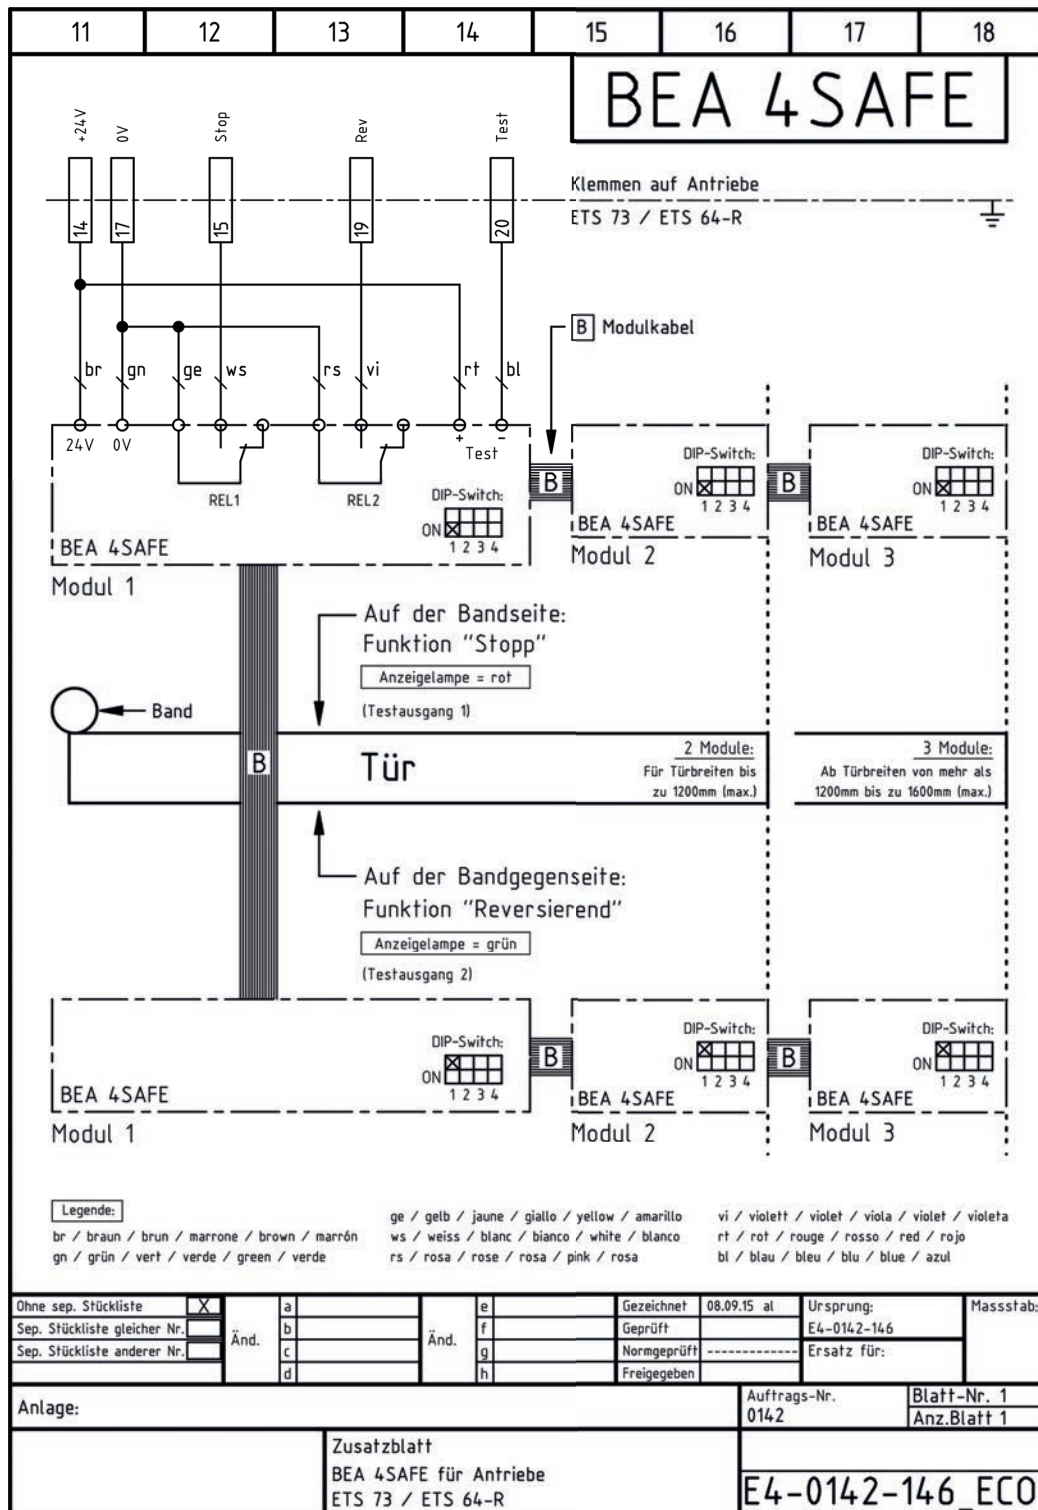 11 12 13 14 15 16 17 18
BEA 4SAFE
+24V 0V Stop Rev Test
Klemmen auf Antriebe
ETS 73 / ETS 64-R
14 17 15 19 20
B Modulkabel
br gn ge ws rs vi rt bl
24V 0V + - Test
REL1 REL2
DIP-Switch:
ON
1 2 3 4
BEA 4SAFE
Modul 1
B
DIP-Switch:
ON
1 2 3 4
BEA 4SAFE
Modul 2
B
DIP-Switch:
ON
1 2 3 4
BEA 4SAFE
Modul 3
Auf der Bandseite:
Funktion "Stopp"
Anzeigelampe = rot
(Testausgang 1)
Band
B
Tür
2 Module:
Für Türbreiten bis
zu 1200mm (max.)
3 Module:
Ab Türbreiten von mehr als
1200mm bis zu 1600mm (max.)
Auf der Bandgegenseite:
Funktion "Reversierend"
Anzeigelampe = grün
(Testausgang 2)
DIP-Switch:
ON
1 2 3 4
BEA 4SAFE
Modul 1
B
DIP-Switch:
ON
1 2 3 4
BEA 4SAFE
Modul 2
B
DIP-Switch:
ON
1 2 3 4
BEA 4SAFE
Modul 3
Legende:
br / braun / brun / marrone / brown / marrón
gn / grün / vert / verde / green / verde
ge / gelb / jaune / giallo / yellow / amarillo
ws / weiss / blanc / bianco / white / blanco
rs / rosa / rose / rosa / pink / rosa
vi / violett / violet / viola / violet / violeta
rt / rot / rouge / rosso / red / rojo
bl / blau / bleu / blu / blue / azul
Ohne sep. Stückliste X
Sep. Stückliste gleicher Nr.
Sep. Stückliste anderer Nr.
Änd.
a
b
c
d
Änd.
e
f
g
h
Gezeichnet 08.09.15 al
Geprüft
Normgeprüft -------------
Freigegeben
Ursprung:
E4-0142-146
Ersatz für:
Massstab:
Anlage:
Auftrags-Nr.
0142
Blatt-Nr. 1
Anz.Blatt 1
Zusatzblatt
BEA 4SAFE für Antriebe
ETS 73 / ETS 64-R
E4-0142-146_ECO